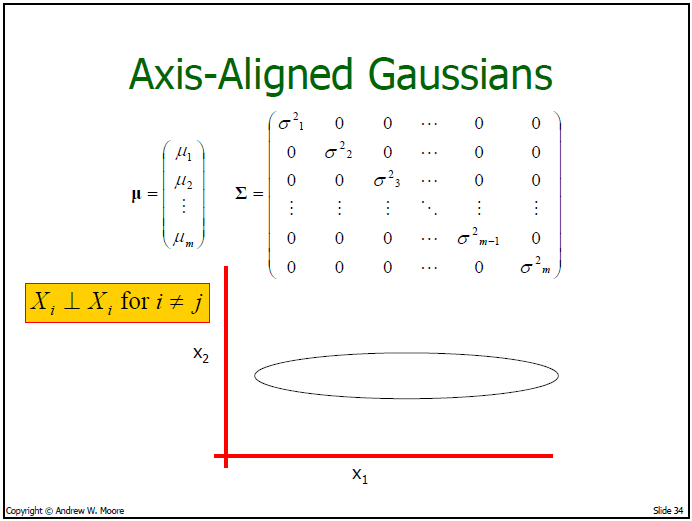 Axis-Aligned Gaussians
μ = ( μ1 μ2 ⋮ μm )
Σ = ( σ²1 0 0 ⋯ 0 0
0 σ²2 0 ⋯ 0 0
0 0 σ²3 ⋯ 0 0
⋮ ⋮ ⋮ ⋱ ⋮ ⋮
0 0 0 ⋯ σ²m−1 0
0 0 0 ⋯ 0 σ²m )
Xi ⊥ Xi for i ≠ j
x2
x1
Copyright © Andrew W. Moore
Slide 34